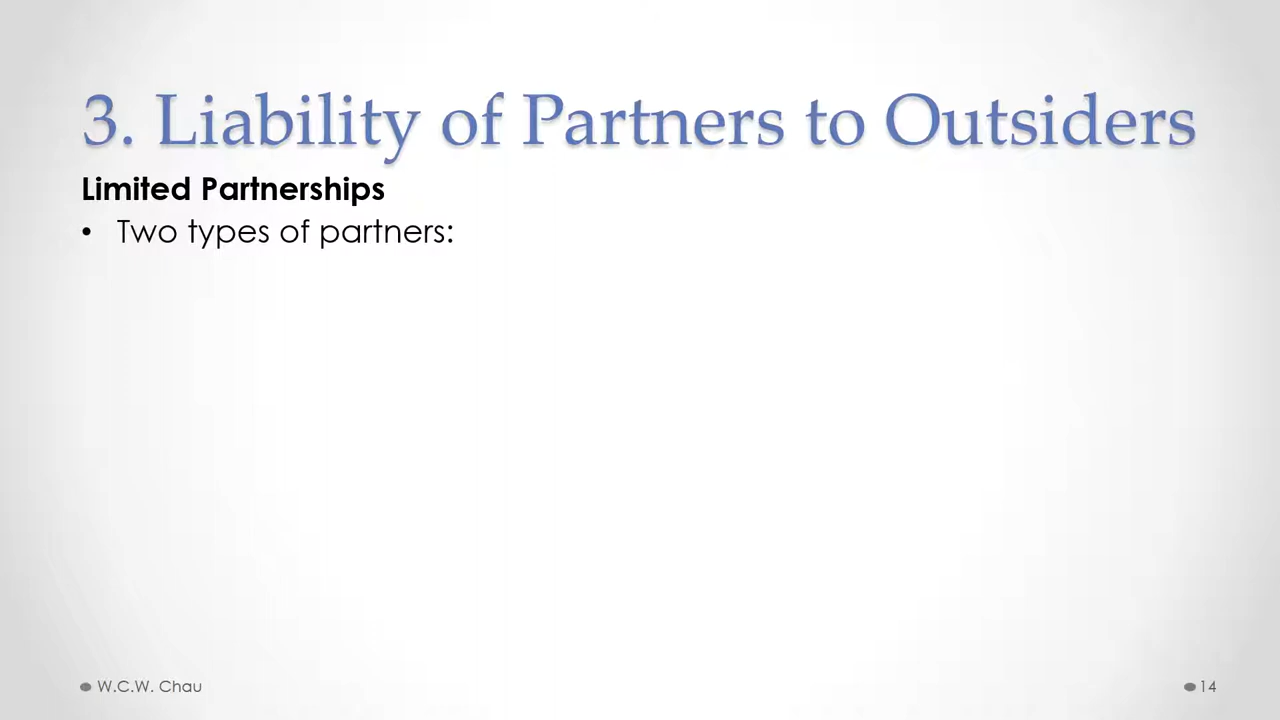 3. Liability of Partners to Outsiders
Limited Partnerships
• Two types of partners:
W.C.W. Chau
14